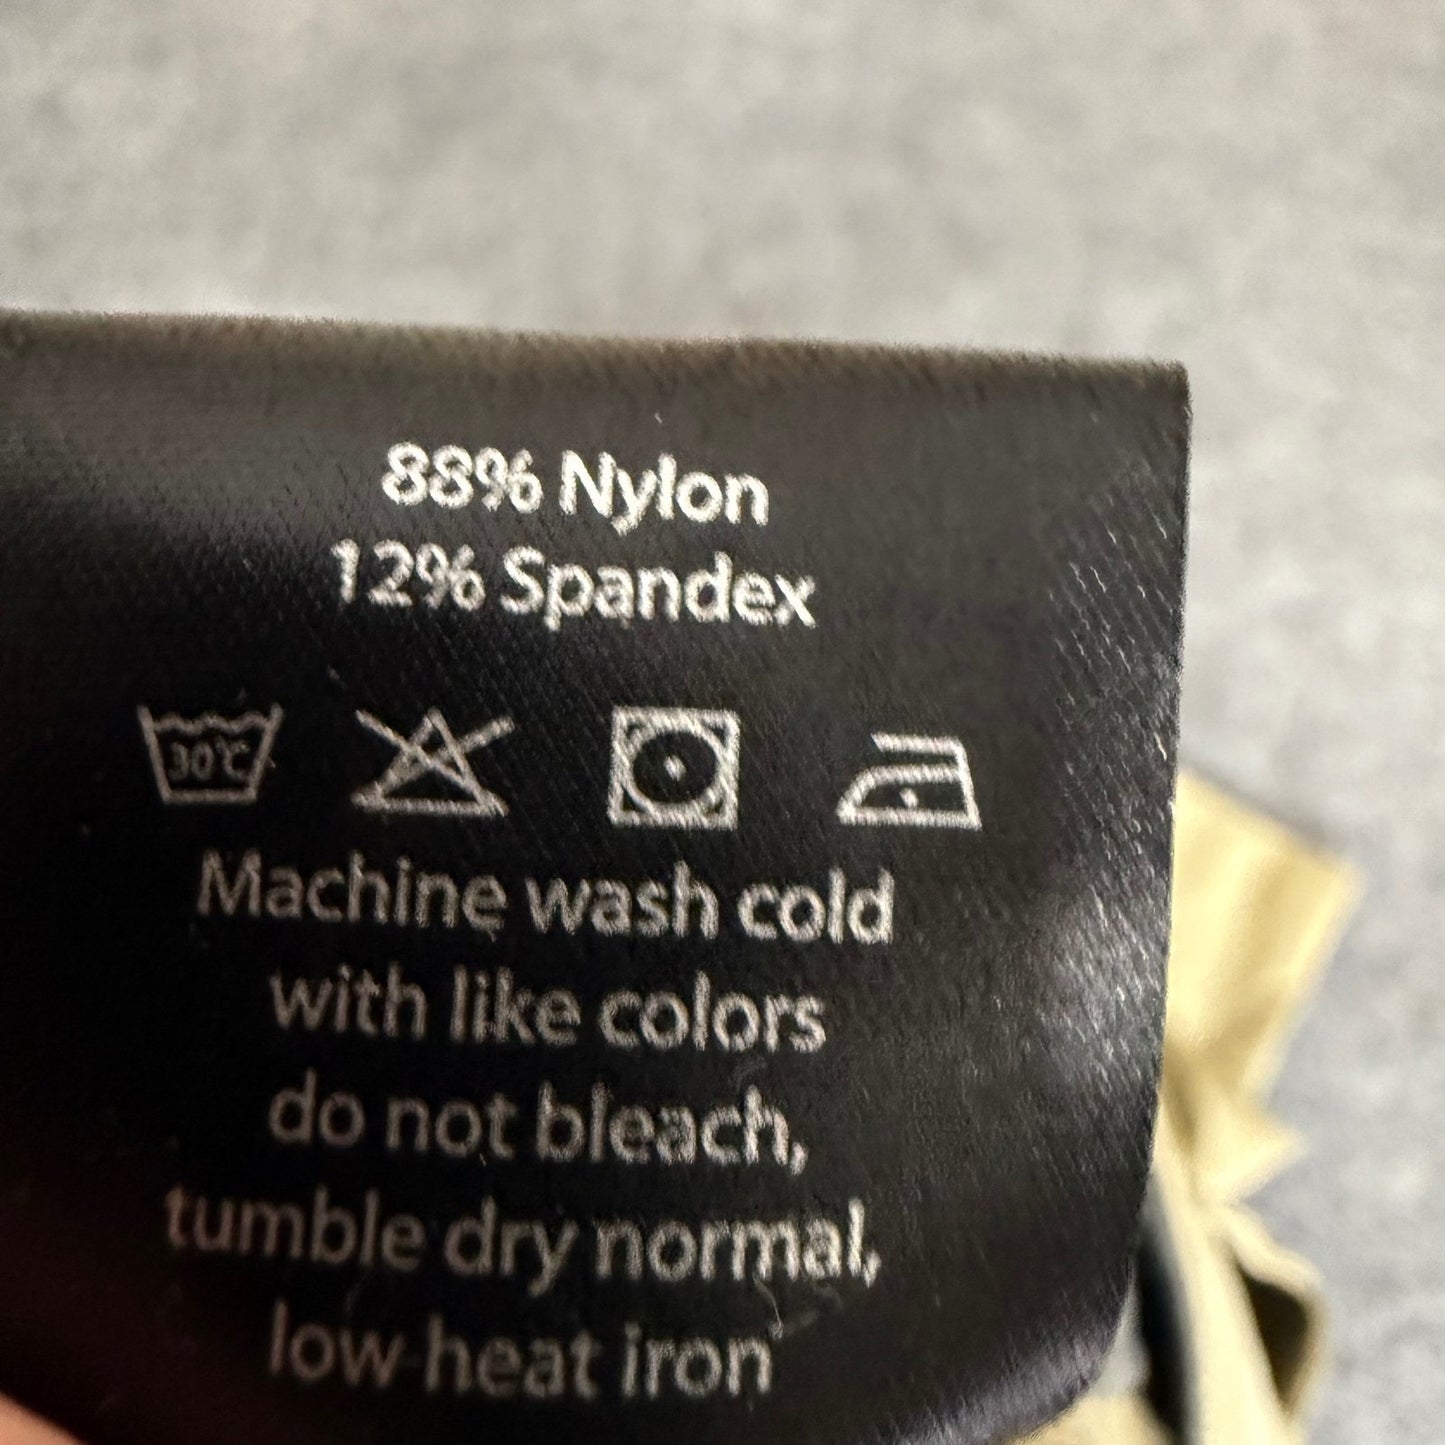 88% Nylon
12% Spandex
30°C
Machine wash cold
with like colors
do not bleach,
tumble dry normal,
low heat iron